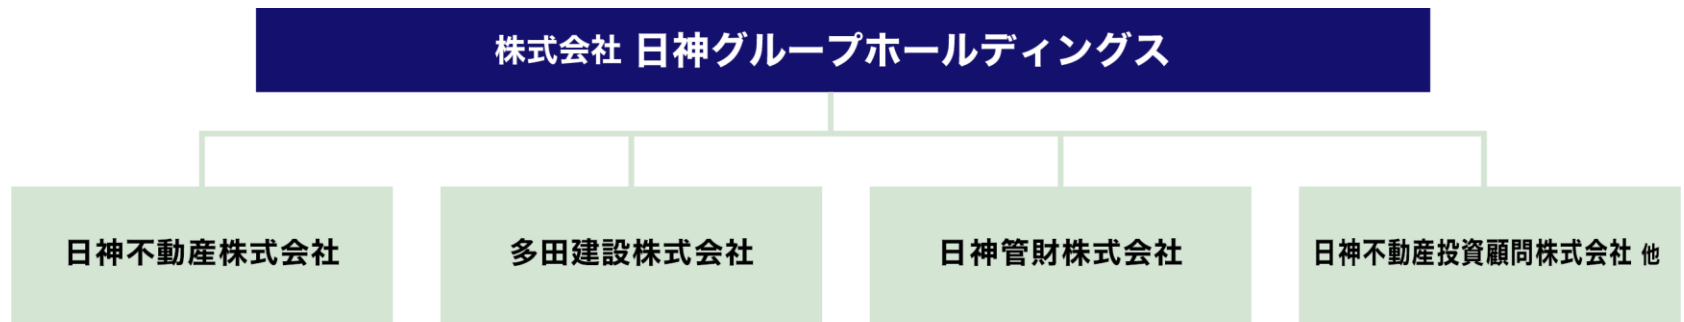 株式会社 日神グループホールディングス
日神不動産株式会社
多田建設株式会社
日神管財株式会社
日神不動産投資顧問株式会社 他